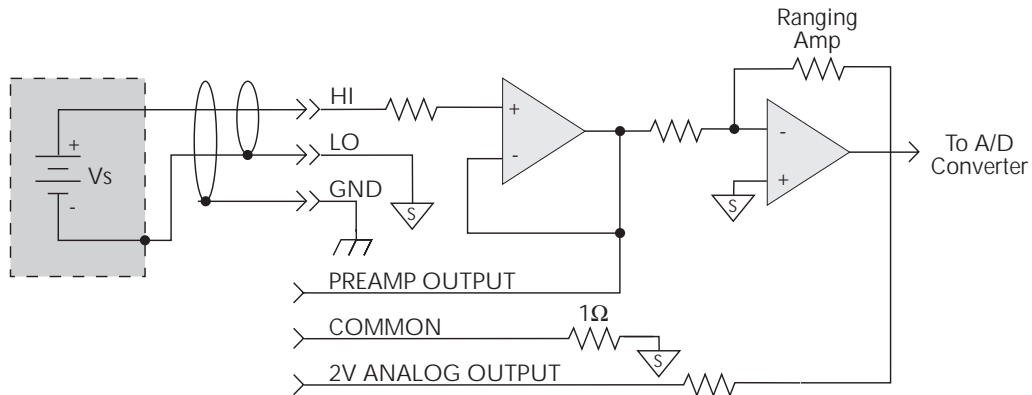 Ranging
Amp
HI
+
-
LO
GND
S
+
Vs
-
+
-
-
+
S
To A/D
Converter
PREAMP OUTPUT
COMMON
1Ω
S
2V ANALOG OUTPUT